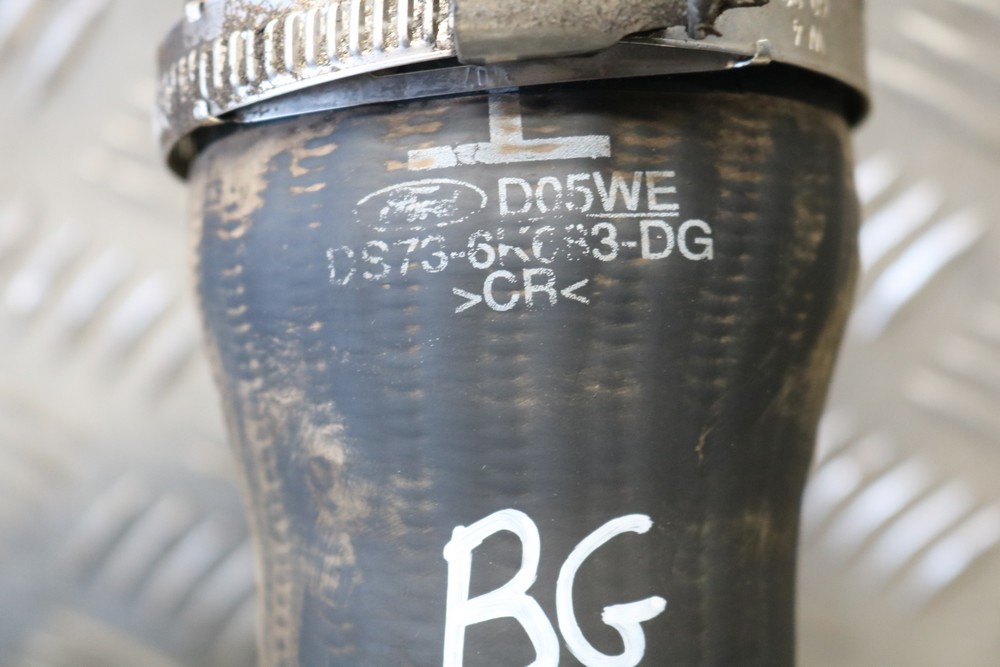 Ford D05WE
DS73-6K683-DG
>CR<
BG